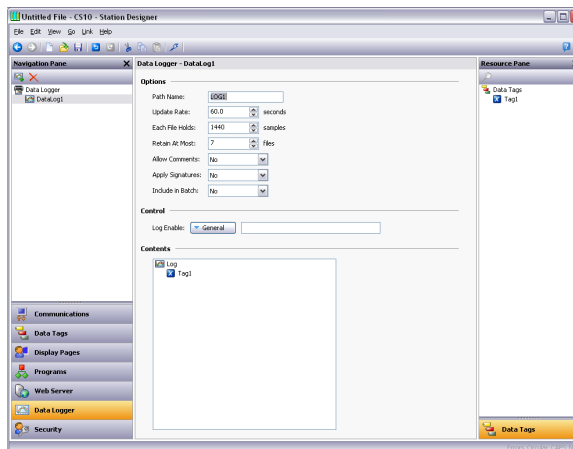 Untitled File - CS10 - Station Designer
File Edit View Go Link Help
Navigation Pane
Data Logger
DataLog1
Communications
Data Tags
Display Pages
Programs
Web Server
Data Logger
Security
Data Logger - DataLog1
Options
Path Name: LOG1
Update Rate: 60.0 seconds
Each File Holds: 1440 samples
Retain At Most: 7 files
Allow Comments: No
Apply Signatures: No
Include in Batch: No
Control
Log Enable: General
Contents
Log
Tag1
Resource Pane
Data Tags
Tag1
Data Tags